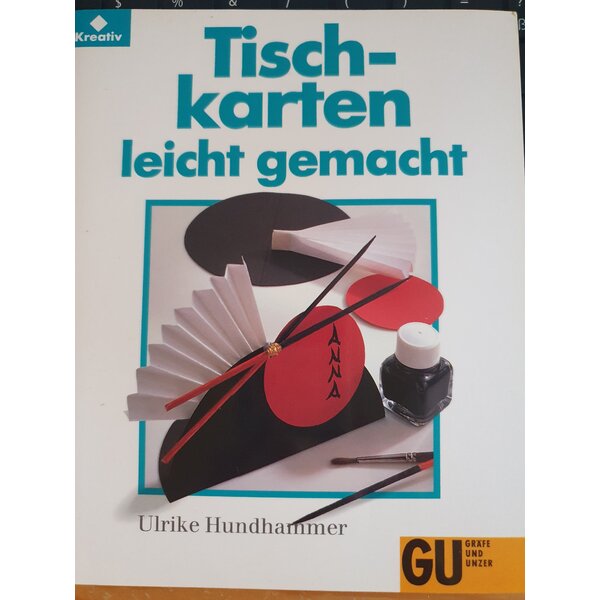 Kreativ
Tisch-
karten
leicht gemacht
ANNA
Ulrike Hundhammer
GU
GRÄFE
UND
UNZER